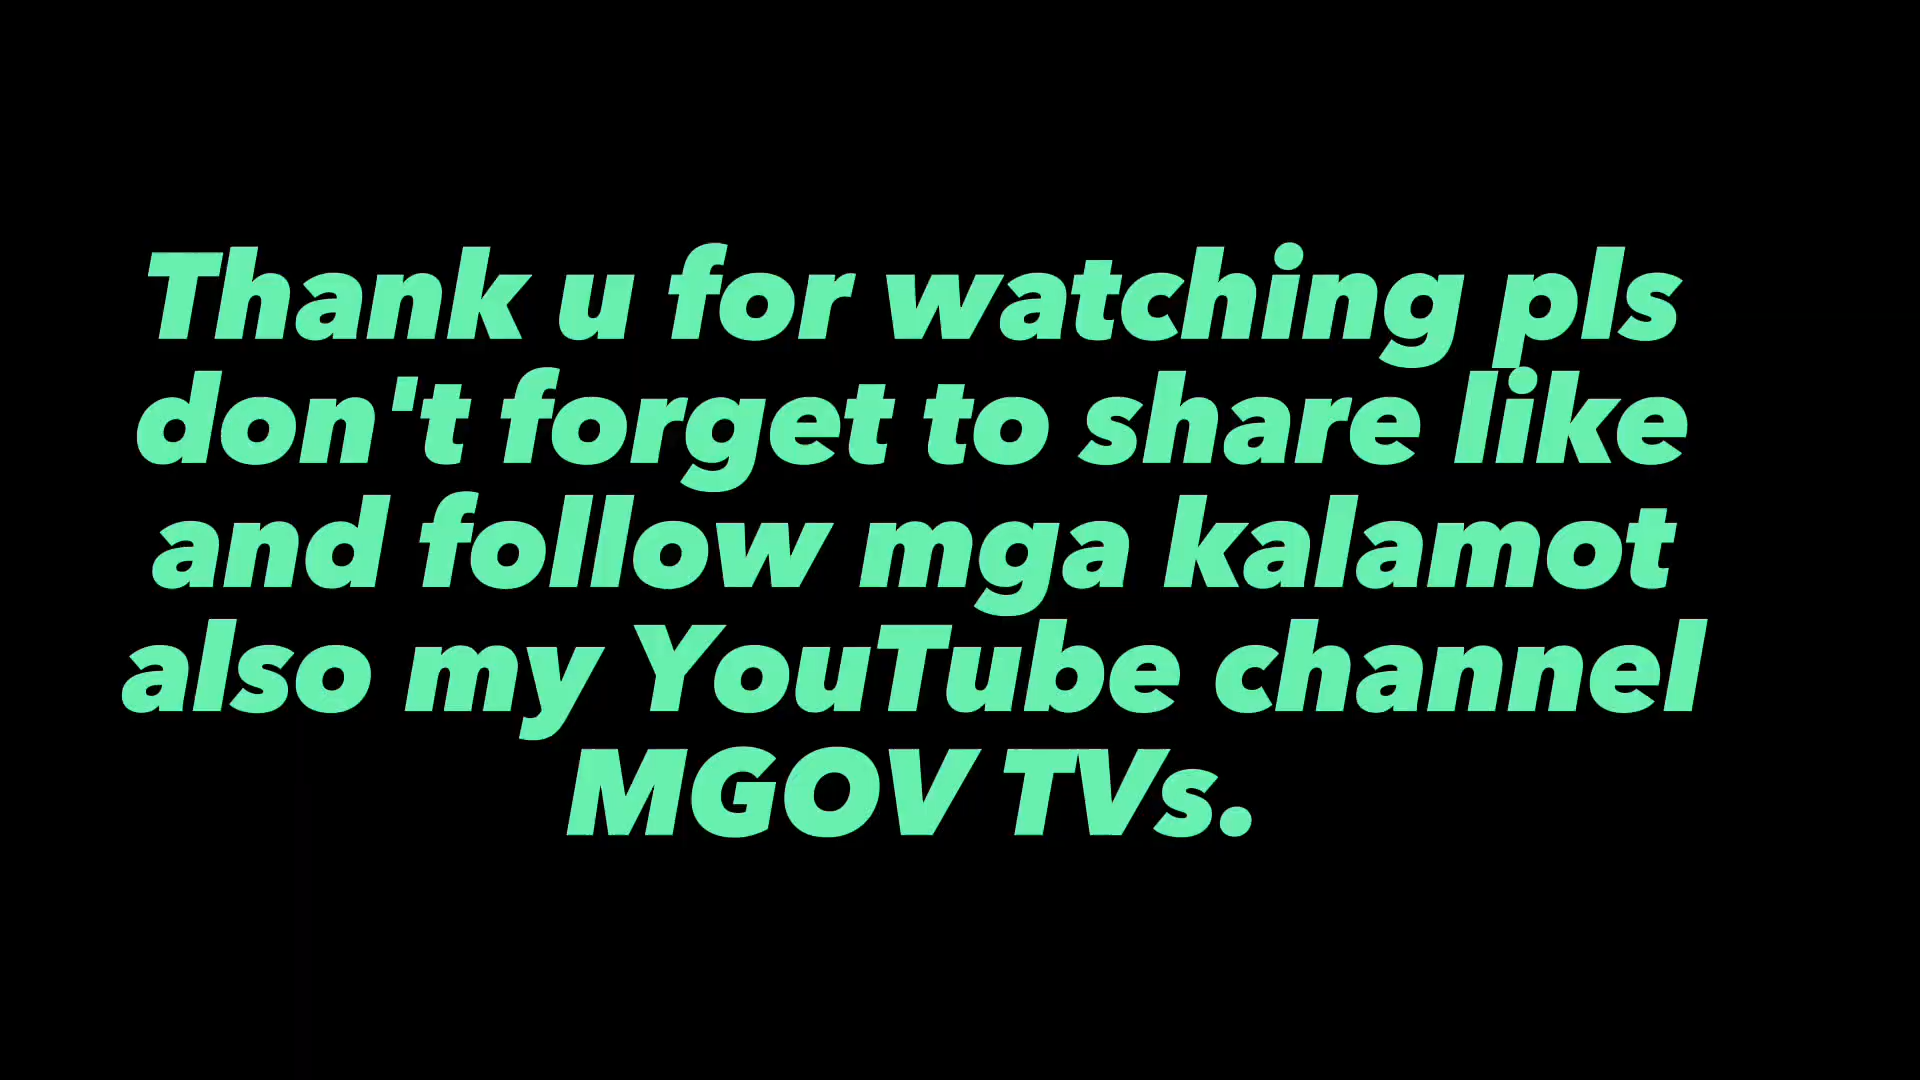 Thank u for watching pls
don't forget to share like
and follow mga kalamot
also my YouTube channel
MGOV TVs.